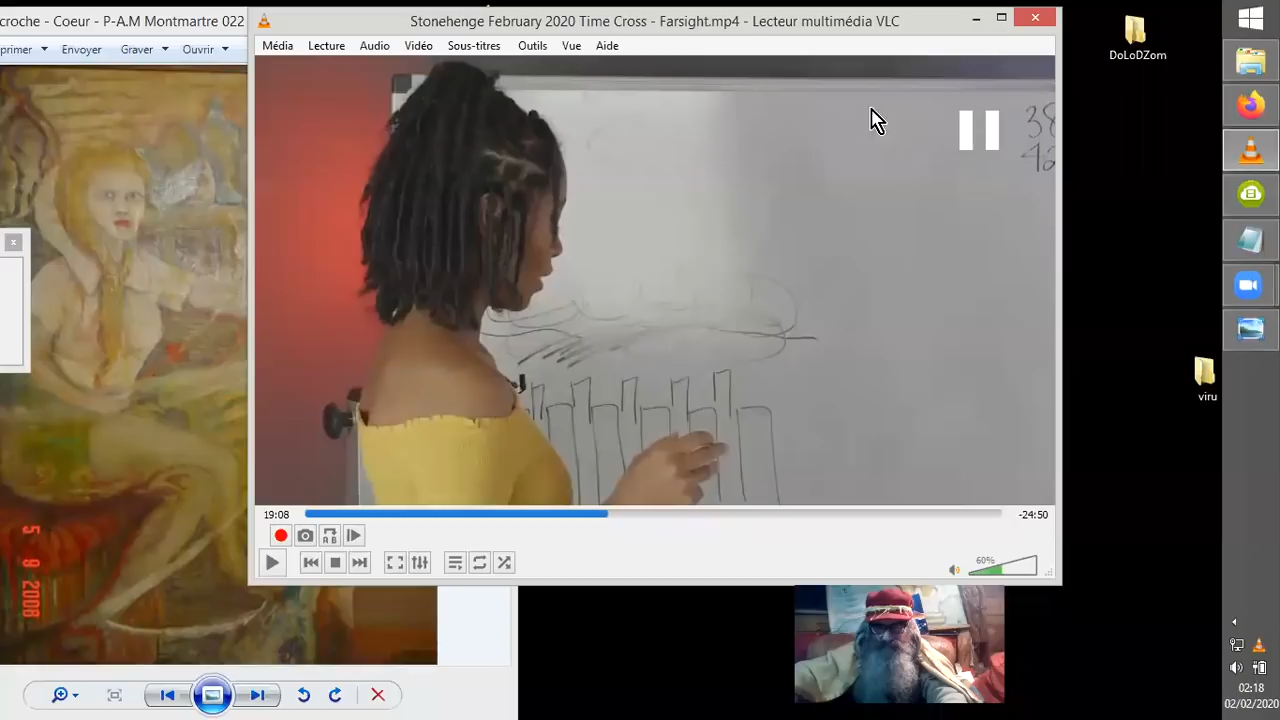 croche - Coeur - P-A.M Montmartre 022
primer Envoyer Graver Ouvrir
x
Stonehenge February 2020 Time Cross - Farsight.mp4 - Lecteur multimédia VLC
Média Lecture Audio Vidéo Sous-titres Outils Vue Aide
38
42
19:08
-24:50
A B
60%
5 9 2008
DoLoDZom
viru
02:18
02/02/2020